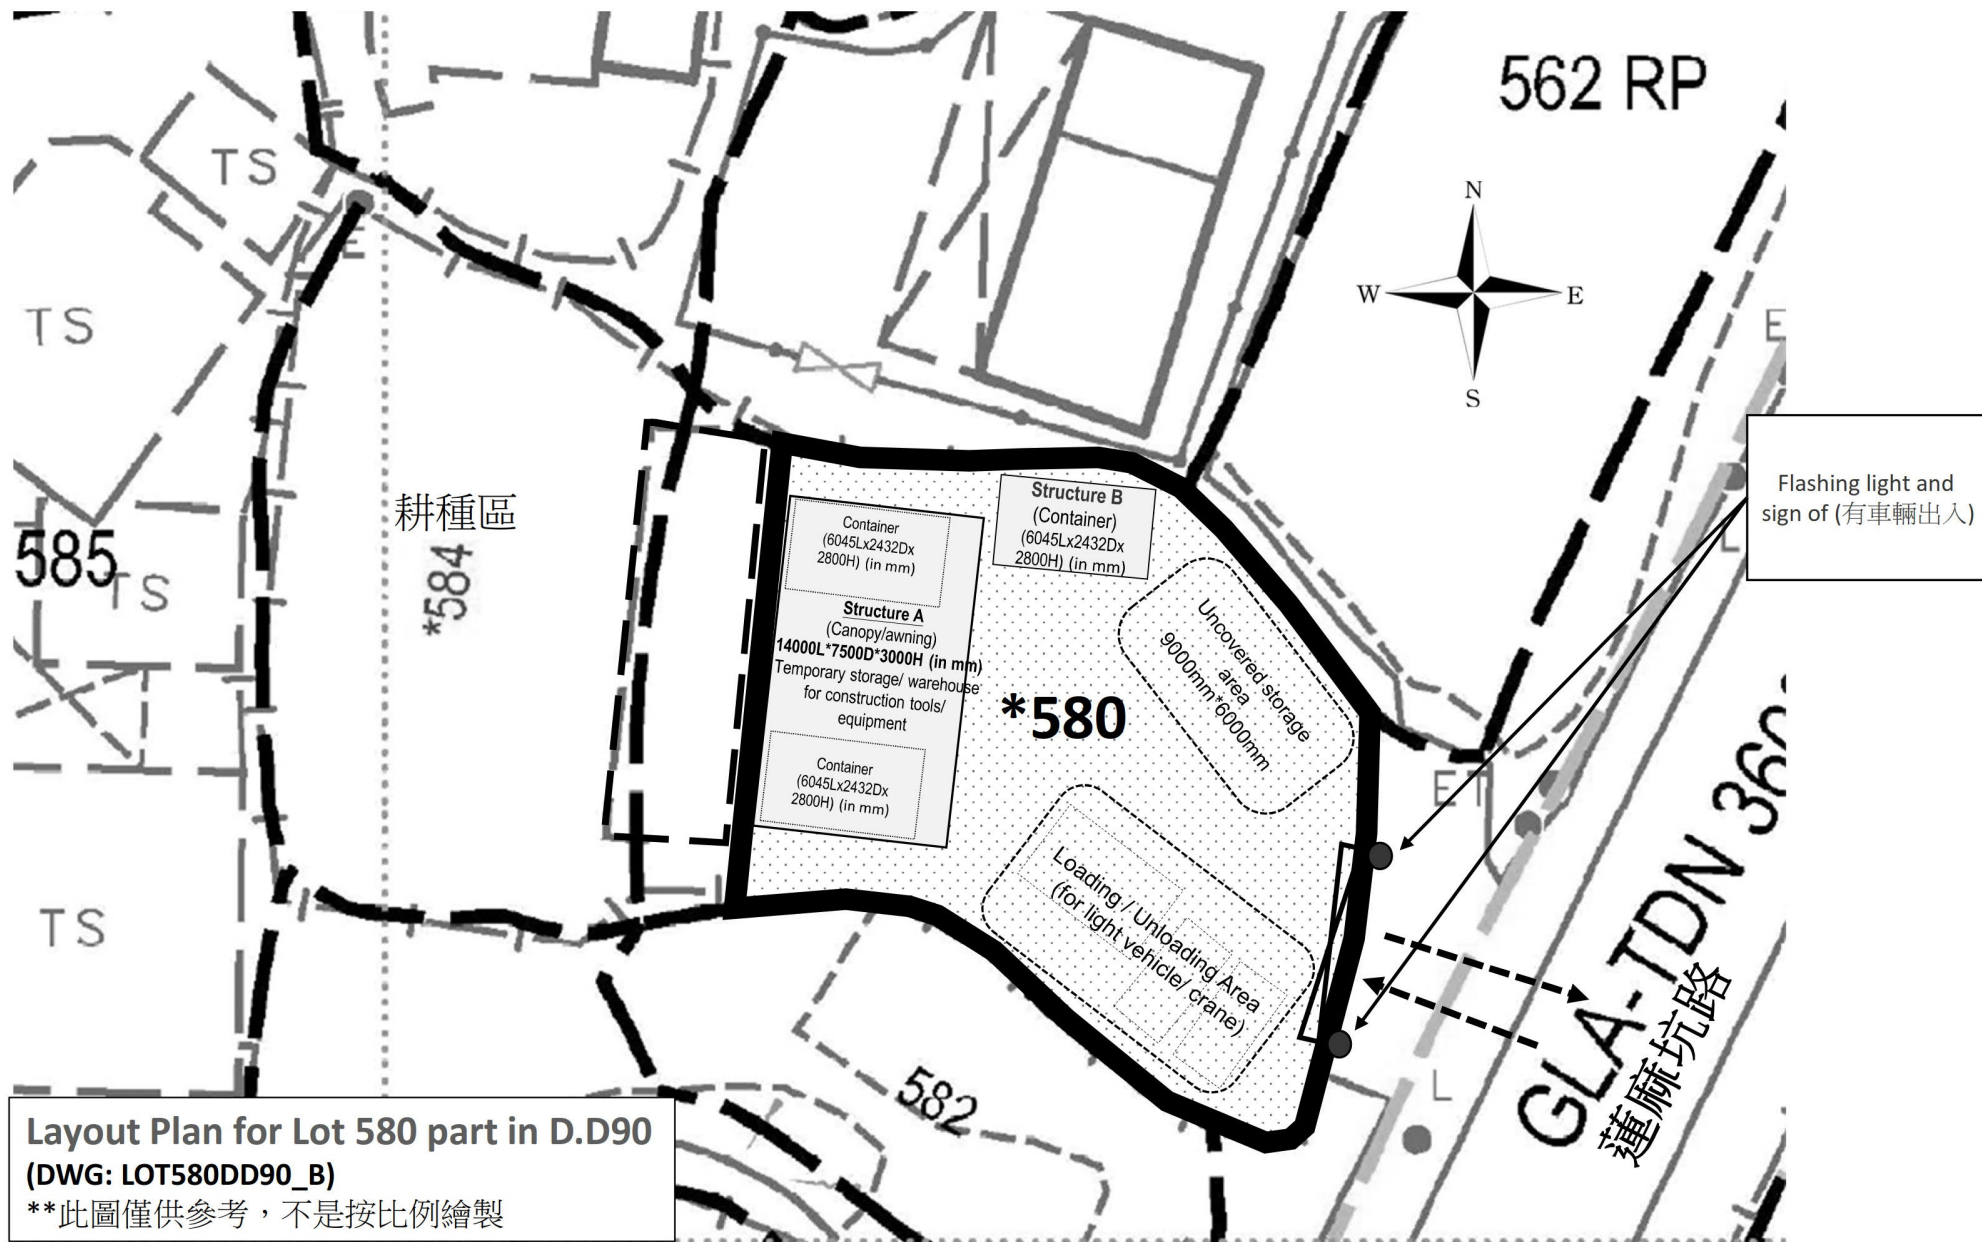 562 RP
TS
N
W
E
S
E
TS
E
Flashing light and
sign of (有車輛出入)
耕種區
*584
585
TS
Structure B
(Container)
(6045Lx2432Dx
2800H) (in mm)
Container
(6045Lx2432Dx
2800H) (in mm)
Structure A
(Canopy/awning)
14000L*7500D*3000H (in mm)
Temporary storage/ warehouse
for construction tools/
equipment
Container
(6045Lx2432Dx
2800H) (in mm)
Uncovered storage
area
9000mm*6000mm
*580
L
ET
Loading / Unloading Area
(for light vehicle/ crane)
TS
GLA-TDN 360
蓮麻坑路
L
582
Layout Plan for Lot 580 part in D.D90
(DWG: LOT580DD90_B)
**此圖僅供參考，不是按比例繪製